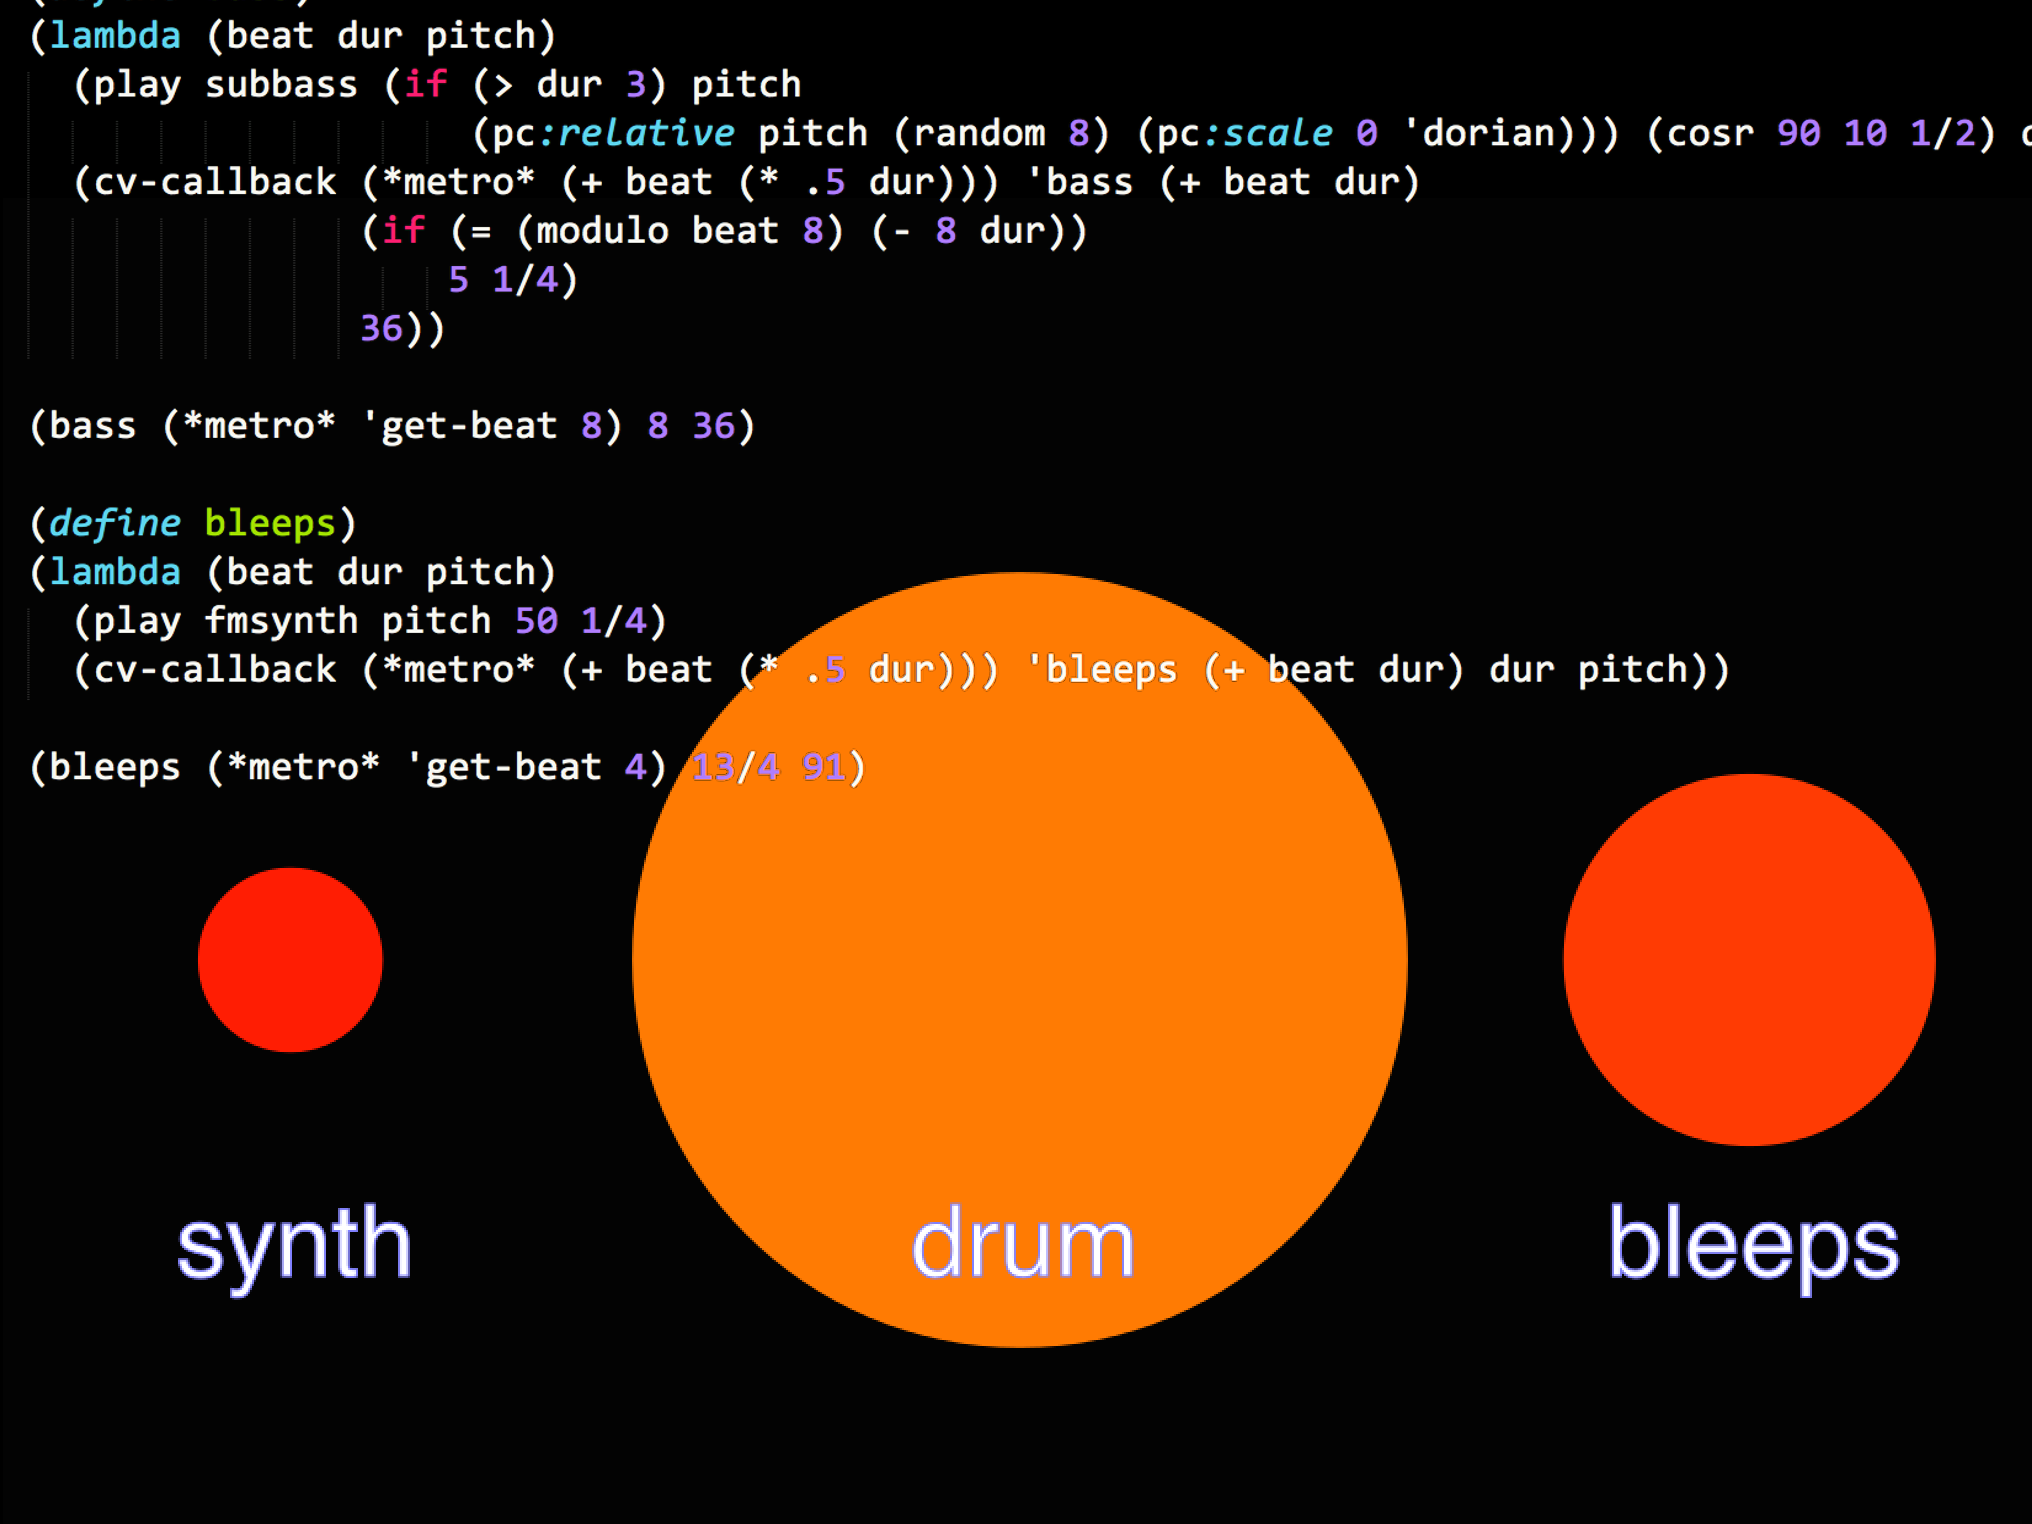 (lambda (beat dur pitch)
(play subbass (if (> dur 3) pitch
(pc:relative pitch (random 8) (pc:scale 0 'dorian))) (cosr 90 10 1/2)
(cv-callback (*metro* (+ beat (* .5 dur))) 'bass (+ beat dur)
(if (= (modulo beat 8) (- 8 dur))
5 1/4)
36))
(bass (*metro* 'get-beat 8) 8 36)
(define bleeps)
(lambda (beat dur pitch)
(play fmsynth pitch 50 1/4)
(cv-callback (*metro* (+ beat (* .5 dur))) 'bleeps (+ beat dur) dur pitch))
(bleeps (*metro* 'get-beat 4) 13/4 91)
synth
drum
bleeps